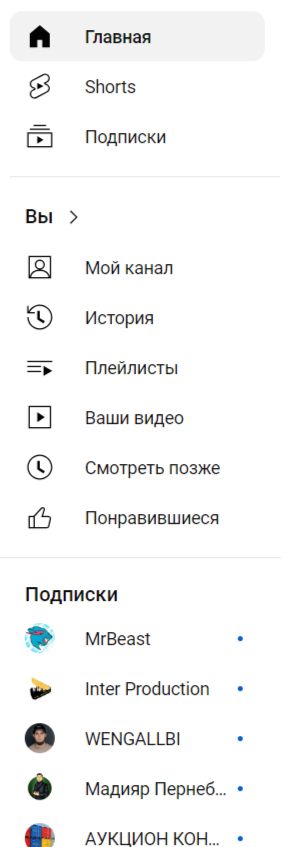 Главная
Shorts
Подписки
Вы
Мой канал
История
Плейлисты
Ваши видео
Смотреть позже
Понравившиеся
Подписки
MrBeast
Inter Production
WENGALLBI
Мадияр Пернеб...
АУКЦИОН КОН...